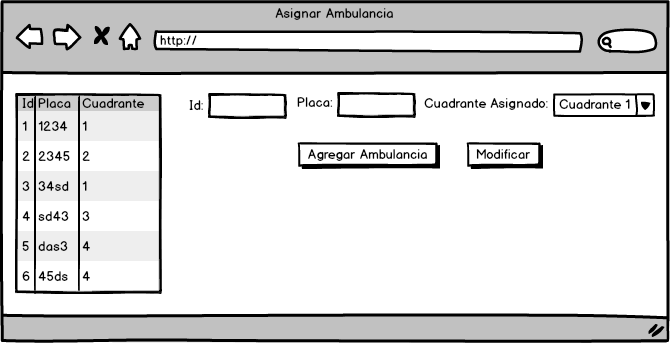 Asignar Ambulancia
http://
Id Placa Cuadrante
1 1234 1
2 2345 2
3 34sd 1
4 sd43 3
5 das3 4
6 45ds 4
Id: Placa: Cuadrante Asignado: Cuadrante 1
Agregar Ambulancia Modificar